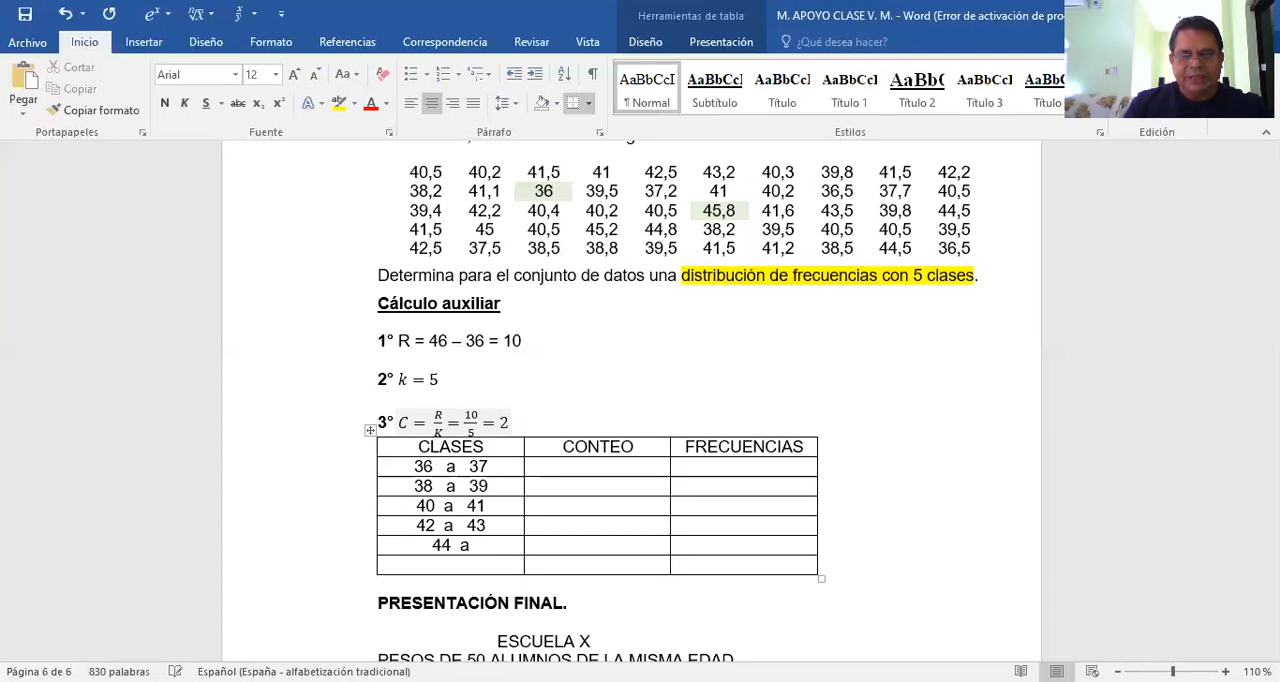 Herramientas de tabla
M. APOYO CLASE V. M. - Word (Error de activación de pro
Archivo Inicio Insertar Diseño Formato Referencias Correspondencia Revisar Vista Diseño Presentación ¿Qué desea hacer?
Pegar
Cortar
Copiar
Copiar formato
Portapapeles
Arial 12
N K S abc x₂ x²
Fuente
Párrafo
AaBbCcI AaBbCcl AaBbCcI AaBbCcI AaBb( AaBbCcI AaBbC
¶ Normal Subtítulo Título Título 1 Título 2 Título 3 Título
Estilos
Edición
40,5 40,2 41,5 41 42,5 43,2 40,3 39,8 41,5 42,2
38,2 41,1 36 39,5 37,2 41 40,2 36,5 37,7 40,5
39,4 42,2 40,4 40,2 40,5 45,8 41,6 43,5 39,8 44,5
41,5 45 40,5 45,2 44,8 38,2 39,5 40,5 40,5 39,5
42,5 37,5 38,5 38,8 39,5 41,5 41,2 38,5 44,5 36,5
Determina para el conjunto de datos una distribución de frecuencias con 5 clases.
Cálculo auxiliar
1° R = 46 – 36 = 10
2° k = 5
3° C = R/K = 10/5 = 2
CLASES CONTEO FRECUENCIAS
36 a 37
38 a 39
40 a 41
42 a 43
44 a
PRESENTACIÓN FINAL.
ESCUELA X
PESOS DE 50 ALUMNOS DE LA MISMA EDAD
Página 6 de 6 830 palabras Español (España - alfabetización tradicional) 110 %